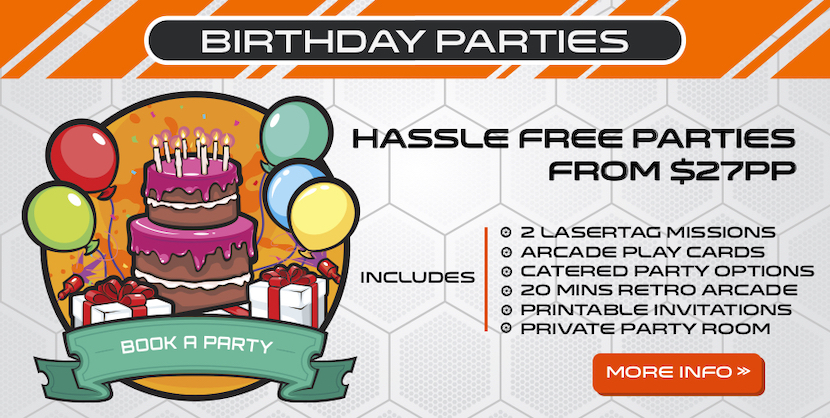 BIRTHDAY PARTIES
HASSLE FREE PARTIES
FROM $27PP
INCLUDES
2 LASERTAG MISSIONS
ARCADE PLAY CARDS
CATERED PARTY OPTIONS
20 MINS RETRO ARCADE
PRINTABLE INVITATIONS
PRIVATE PARTY ROOM
BOOK A PARTY
MORE INFO »